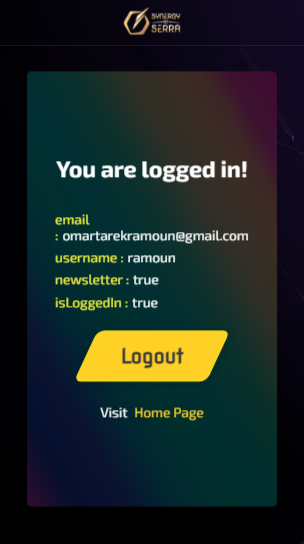 SYNERGY
SERRA
You are logged in!
email
: omartarekramoun@gmail.com
username : ramoun
newsletter : true
isLoggedIn : true
Logout
Visit Home Page